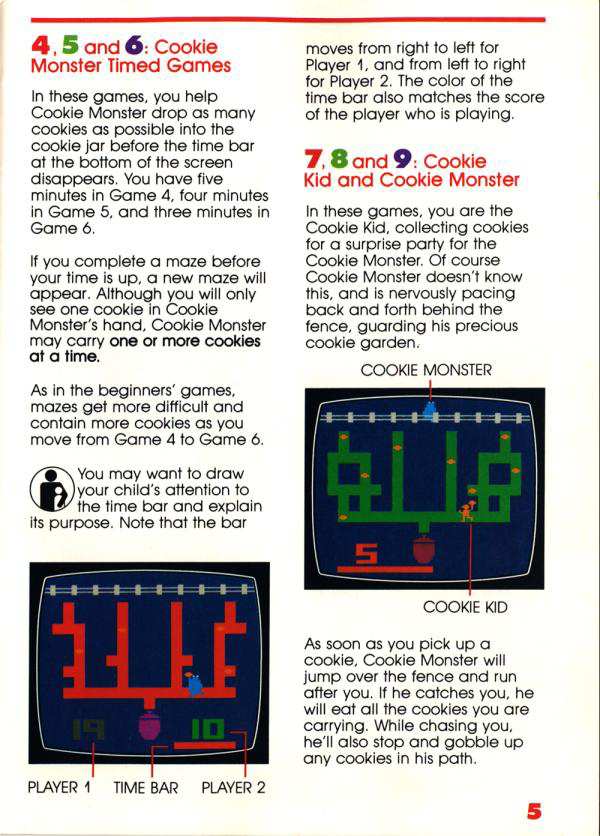 4, 5 and 6: Cookie
Monster Timed Games
In these games, you help
Cookie Monster drop as many
cookies as possible into the
cookie jar before the time bar
at the bottom of the screen
disappears. You have five
minutes in Game 4, four minutes
in Game 5, and three minutes in
Game 6.
If you complete a maze before
your time is up, a new maze will
appear. Although you will only
see one cookie in Cookie
Monster's hand, Cookie Monster
may carry one or more cookies
at a time.
As in the beginners' games,
mazes get more difficult and
contain more cookies as you
move from Game 4 to Game 6.
You may want to draw
your child's attention to
the time bar and explain
its purpose. Note that the bar
19
10
PLAYER 1 TIME BAR PLAYER 2
moves from right to left for
Player 1, and from left to right
for Player 2. The color of the
time bar also matches the score
of the player who is playing.
7, 8 and 9: Cookie
Kid and Cookie Monster
In these games, you are the
Cookie Kid, collecting cookies
for a surprise party for the
Cookie Monster. Of course
Cookie Monster doesn't know
this, and is nervously pacing
back and forth behind the
fence, guarding his precious
cookie garden.
COOKIE MONSTER
5
COOKIE KID
As soon as you pick up a
cookie, Cookie Monster will
jump over the fence and run
after you. If he catches you, he
will eat all the cookies you are
carrying. While chasing you,
he'll also stop and gobble up
any cookies in his path.
5